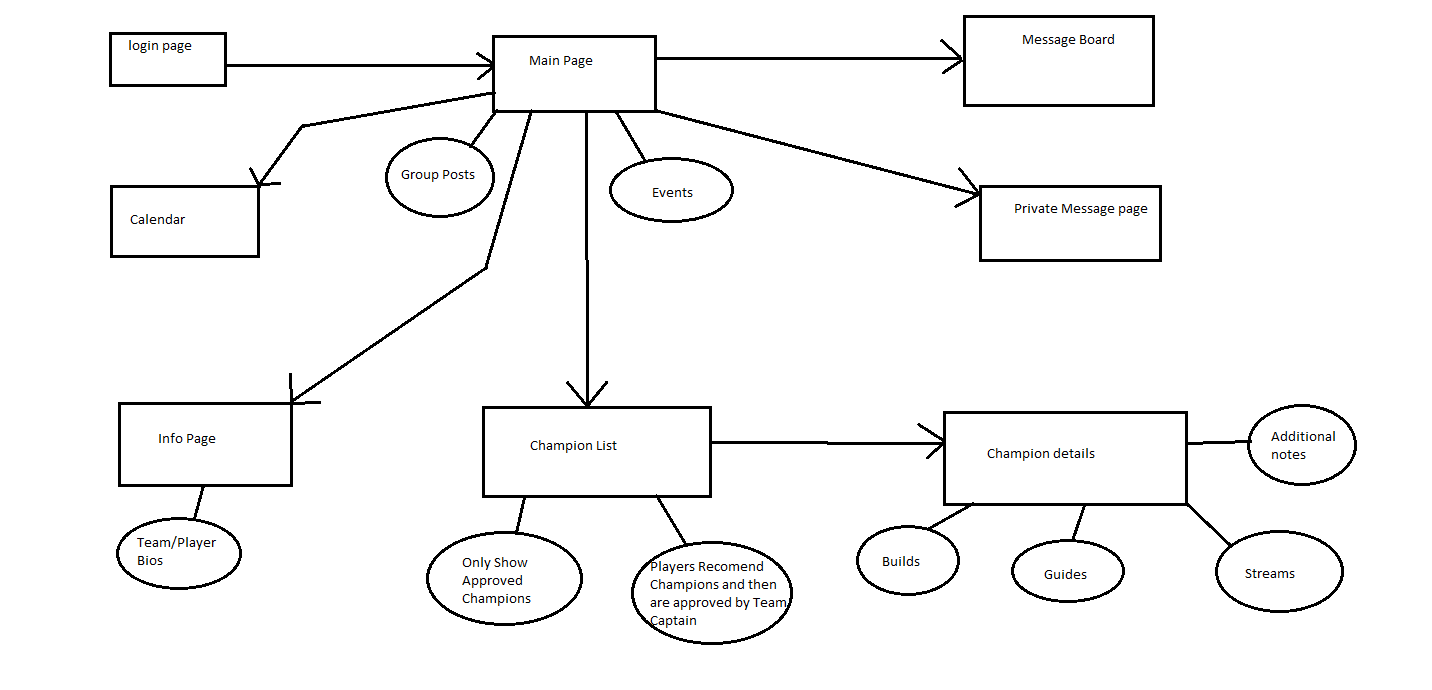 login page
Main Page
Message Board
Group Posts
Events
Calendar
Private Message page
Info Page
Champion List
Champion details
Additional
notes
Team/Player
Bios
Only Show
Approved
Champions
Players Recomend
Champions and then
are approved by Team
Captain
Builds
Guides
Streams